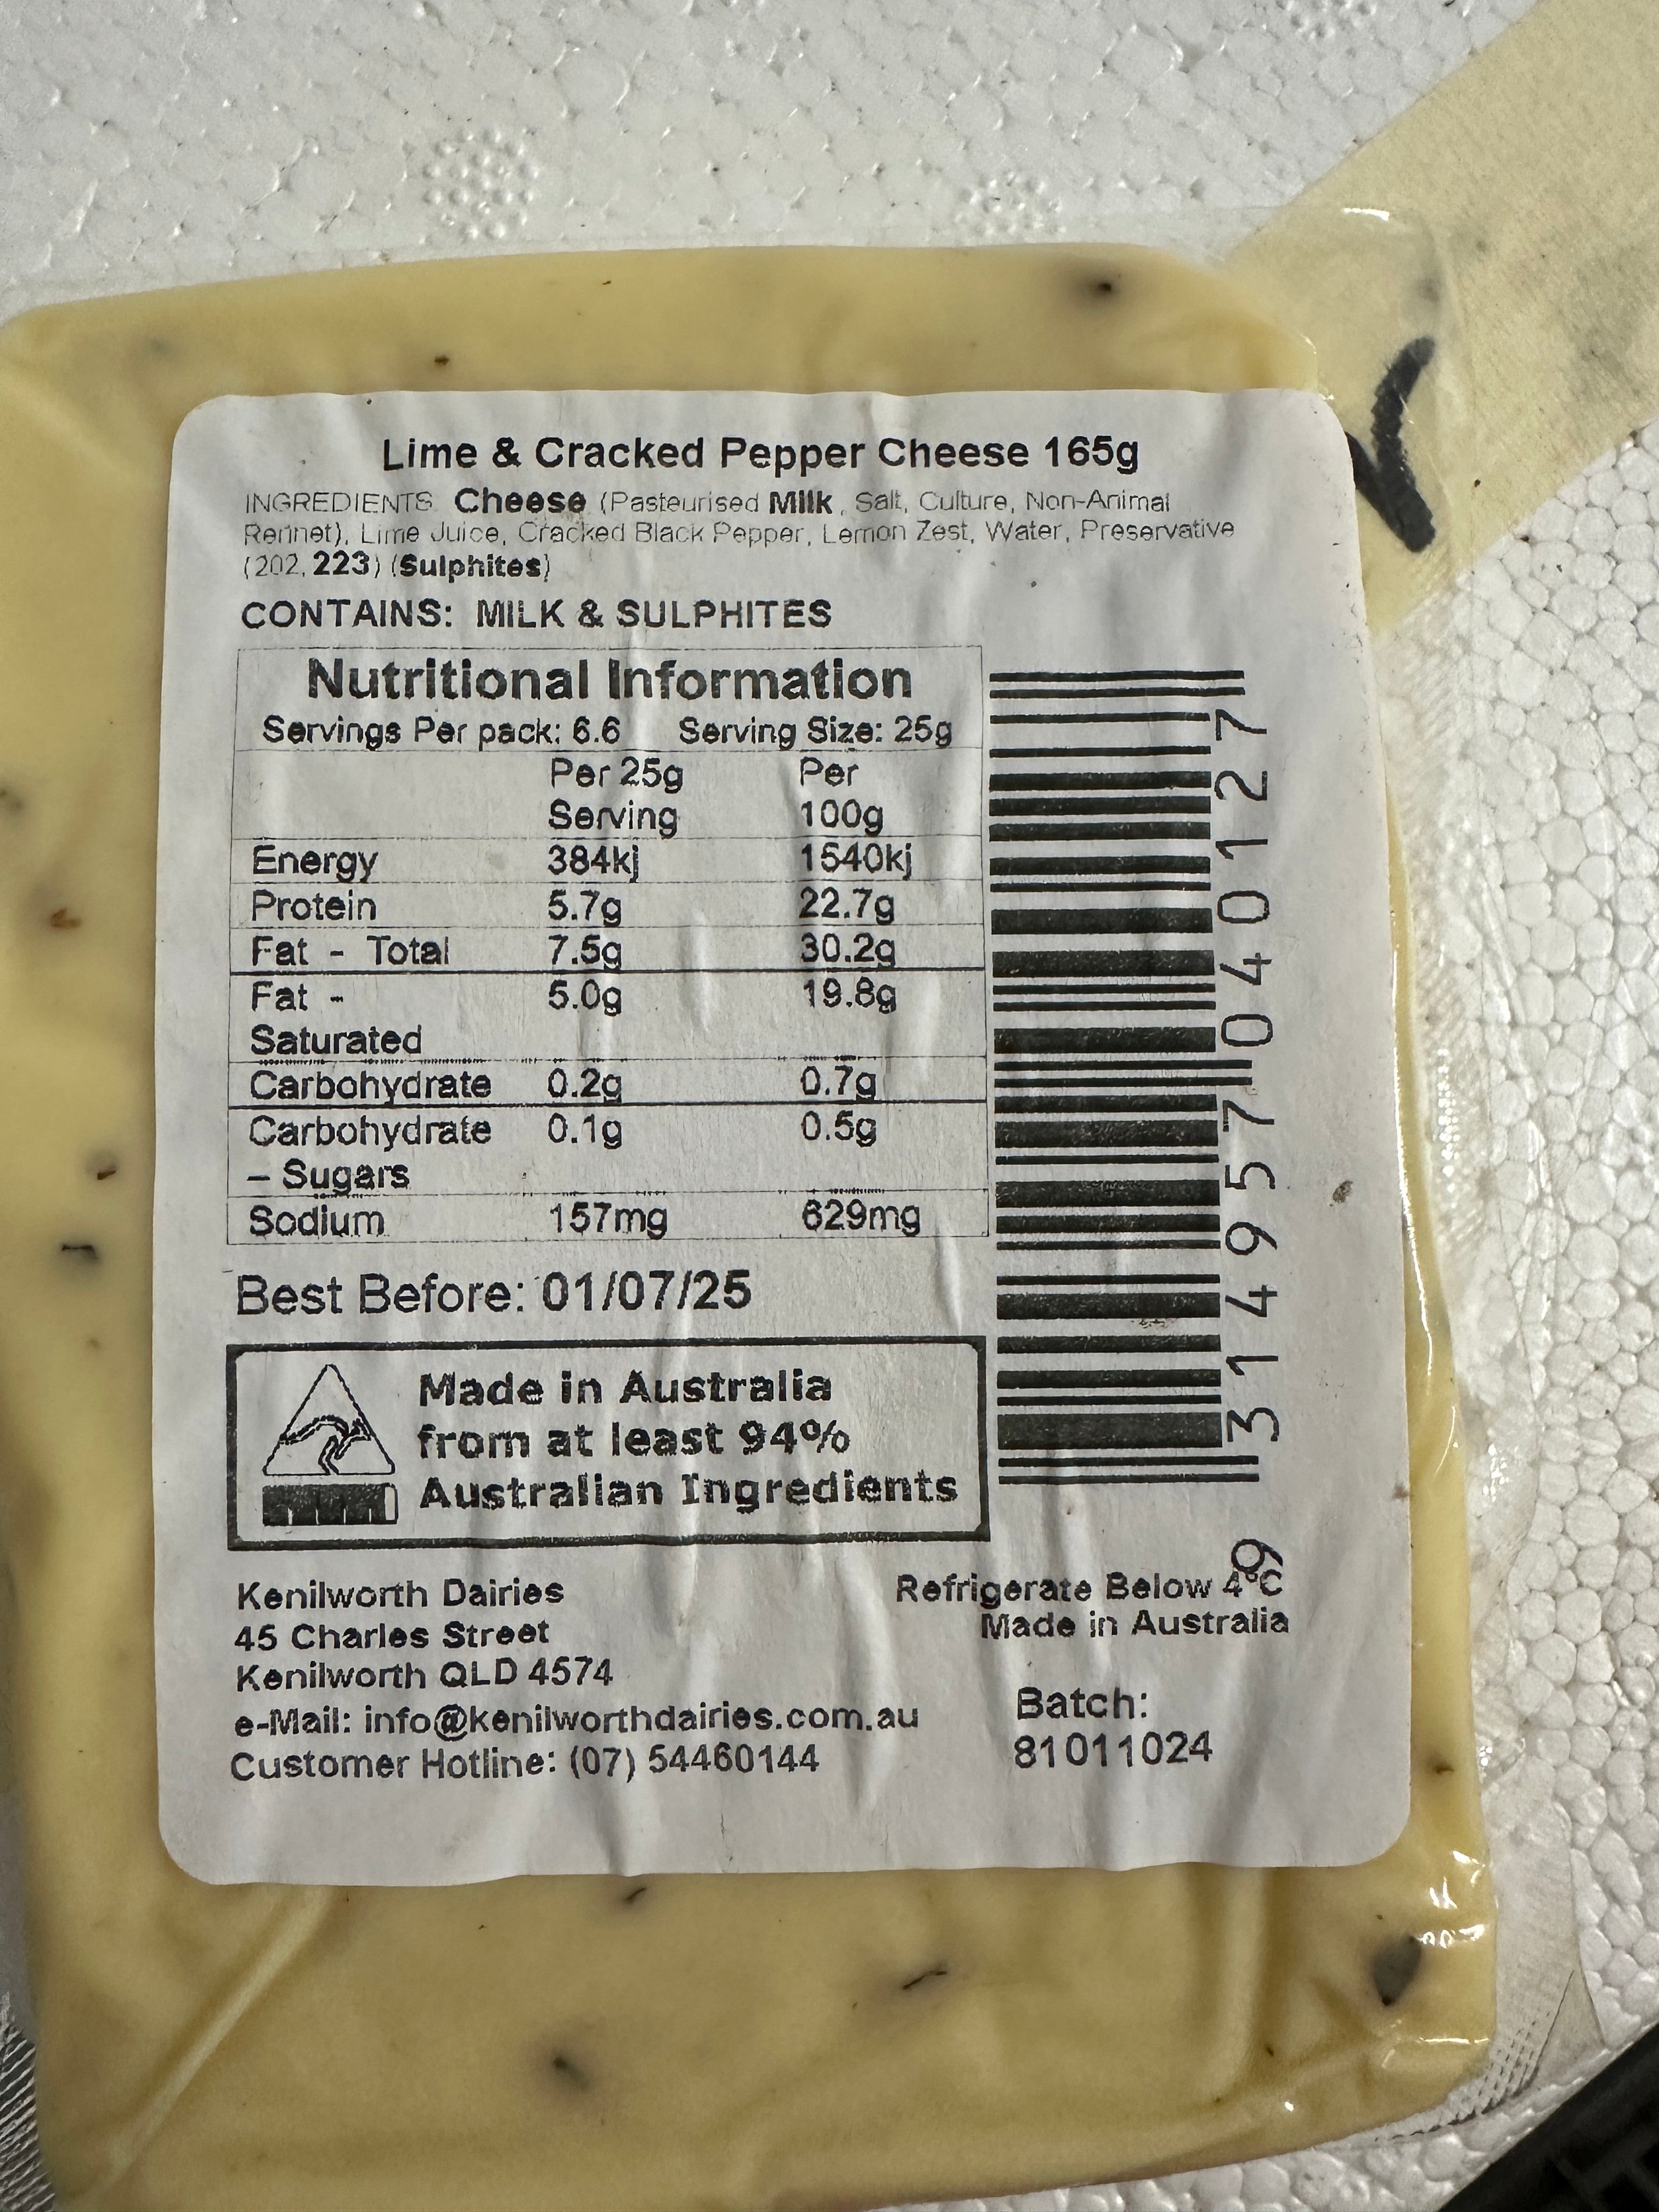 Lime & Cracked Pepper Cheese 165g
INGREDIENTS Cheese (Pasteurised Milk, Salt, Culture, Non-Animal
Rennet), Lime Juice, Cracked Black Pepper, Lemon Zest, Water, Preservative
(202, 223) (Sulphites)
CONTAINS: MILK & SULPHITES
Nutritional Information
Servings Per pack: 6.6 Serving Size: 25g
Per 25g Per
Serving 100g
Energy 384kj 1540kj
Protein 5.7g 22.7g
Fat - Total 7.5g 30.2g
Fat - 5.0g 19.8g
Saturated
Carbohydrate 0.2g 0.7g
Carbohydrate 0.1g 0.5g
– Sugars
Sodium 157mg 629mg
Best Before: 01/07/25
Made in Australia
from at least 94%
Australian Ingredients
9 314957 040127
Kenilworth Dairies
45 Charles Street
Kenilworth QLD 4574
e-Mail: info@kenilworthdairies.com.au
Customer Hotline: (07) 54460144
Refrigerate Below 4°C
Made in Australia
Batch:
81011024